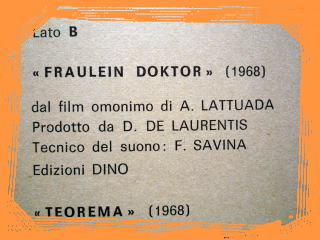 Lato B
« FRAULEIN DOKTOR » (1968)
dal film omonimo di A. LATTUADA
Prodotto da D. DE LAURENTIS
Tecnico del suono: F. SAVINA
Edizioni DINO
« TEOREMA » (1968)